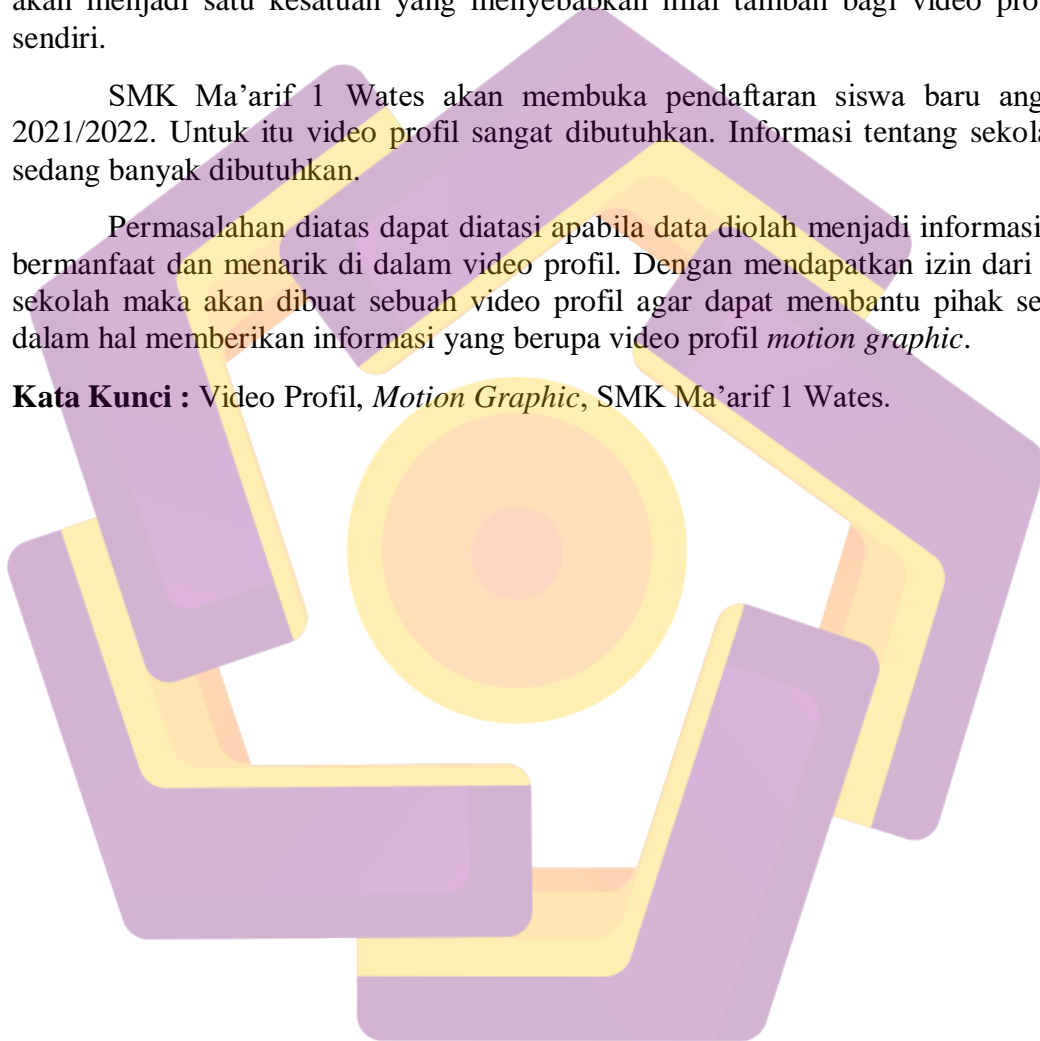 akan menjadi satu kesatuan yang menyebabkan nilai tambah bagi video
sendiri.
SMK Ma’arif 1 Wates akan membuka pendaftaran siswa baru
2021/2022. Untuk itu video profil sangat dibutuhkan. Informasi tentang
sedang banyak dibutuhkan.
Permasalahan diatas dapat diatasi apabila data diolah menjadi informasi
bermanfaat dan menarik di dalam video profil. Dengan mendapatkan izin dari
sekolah maka akan dibuat sebuah video profil agar dapat membantu pihak
dalam hal memberikan informasi yang berupa video profil motion graphic.
Kata Kunci : Video Profil, Motion Graphic, SMK Ma’arif 1 Wates.